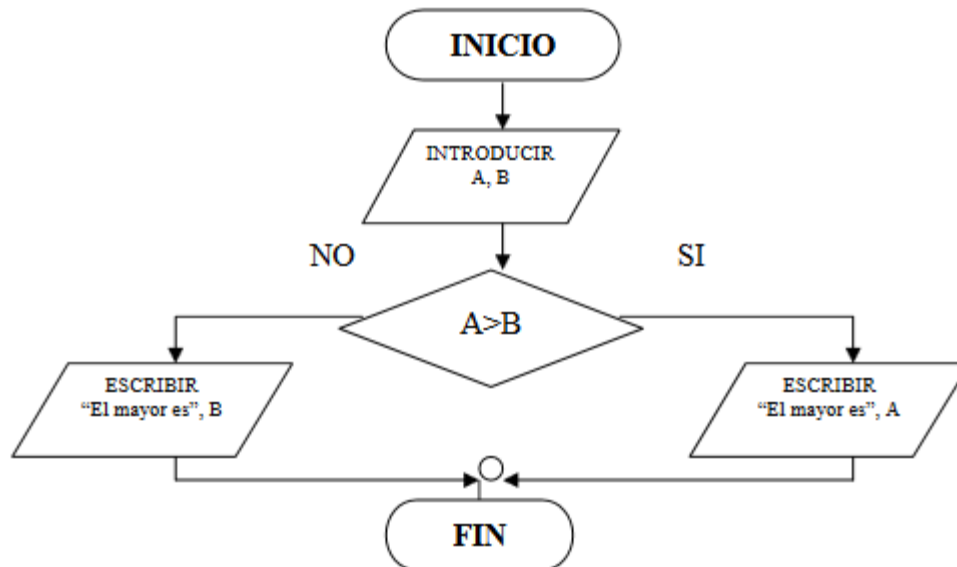 INICIO
INTRODUCIR
A, B
NO
SI
A>B
ESCRIBIR
“El mayor es”, B
ESCRIBIR
“El mayor es”, A
FIN